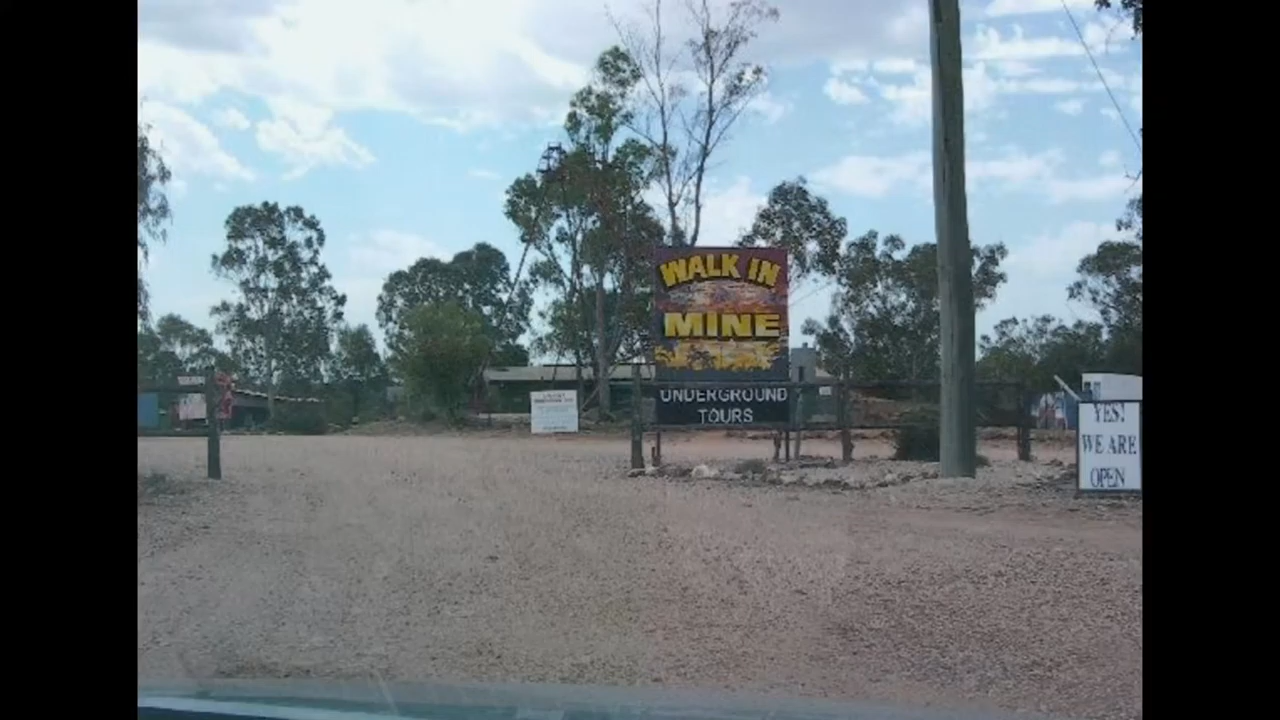 WALK IN
MINE
UNDERGROUND
TOURS
YES!
WE ARE
OPEN